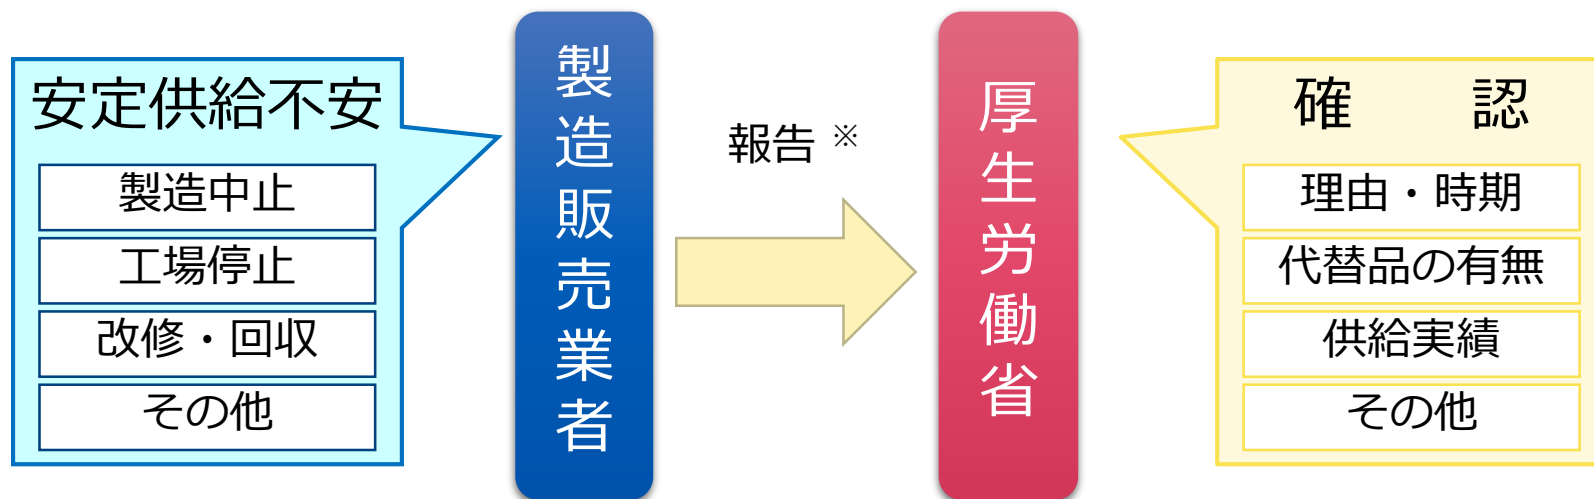 安定供給不安
製造中止
工場停止
改修・回収
その他
製造販売業者
報告 ※
厚生労働省
確　認
理由・時期
代替品の有無
供給実績
その他